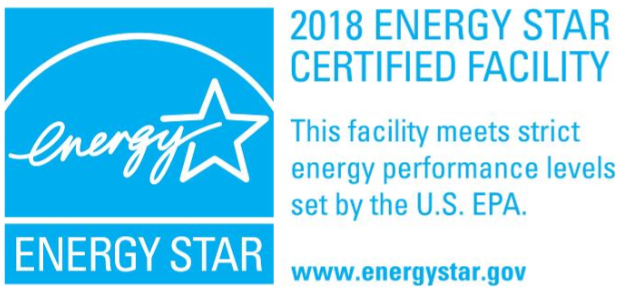 energy
ENERGY STAR
2018 ENERGY STAR
CERTIFIED FACILITY
This facility meets strict
energy performance levels
set by the U.S. EPA.
www.energystar.gov